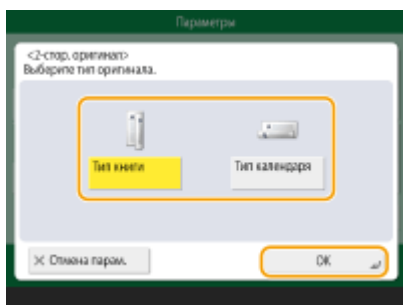 Параметры
<2-стор. оригинал>
Выберите тип оригинала.
Тип книги
Тип календаря
Отмена парам.
OK